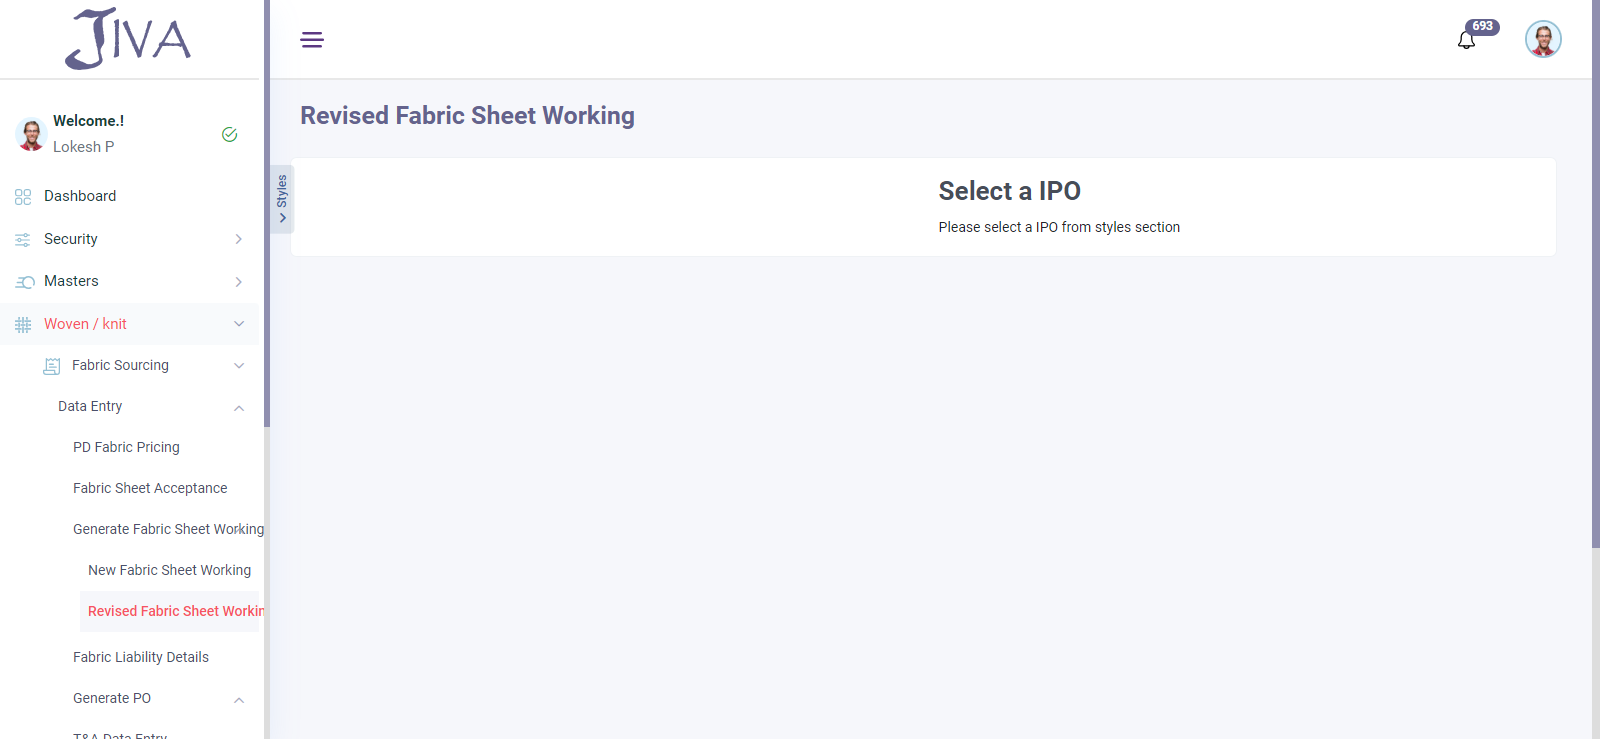 JIVA
693
Welcome.!
Lokesh P
Dashboard
Security
Masters
Woven / knit
Fabric Sourcing
Data Entry
PD Fabric Pricing
Fabric Sheet Acceptance
Generate Fabric Sheet Working
New Fabric Sheet Working
Revised Fabric Sheet Workin
Fabric Liability Details
Generate PO
T&A Data Entry
Revised Fabric Sheet Working
Styles
Select a IPO
Please select a IPO from styles section